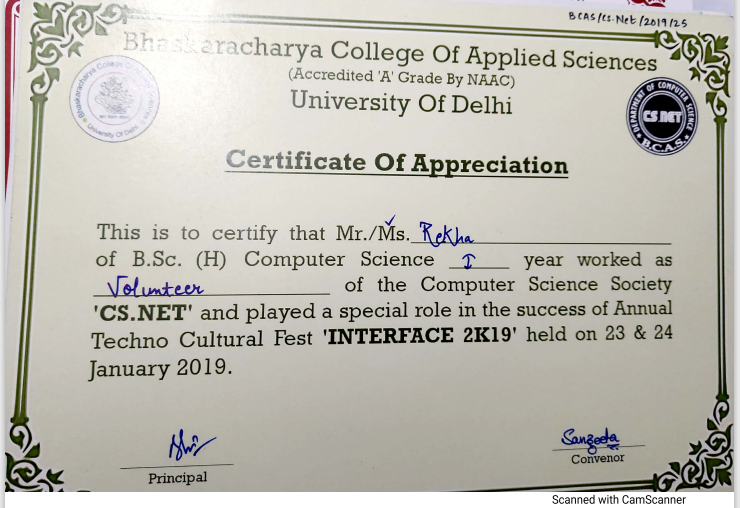 BCAS/CS.Net/2019/25
Bhaskaracharya College Of Applied Sciences
(Accredited 'A' Grade By NAAC)
University Of Delhi
Bhaskaracharya College
University Of Delhi
DEPARTMENT OF COMPUTER SCIENCE
CS.NET
B.C.A.S.
Certificate Of Appreciation
This is to certify that Mr./Ms. Rekha
of B.Sc. (H) Computer Science I year worked as
Volunteer of the Computer Science Society
'CS.NET' and played a special role in the success of Annual
Techno Cultural Fest 'INTERFACE 2K19' held on 23 & 24
January 2019.
Sangeeta
Principal
Convenor
Scanned with CamScanner